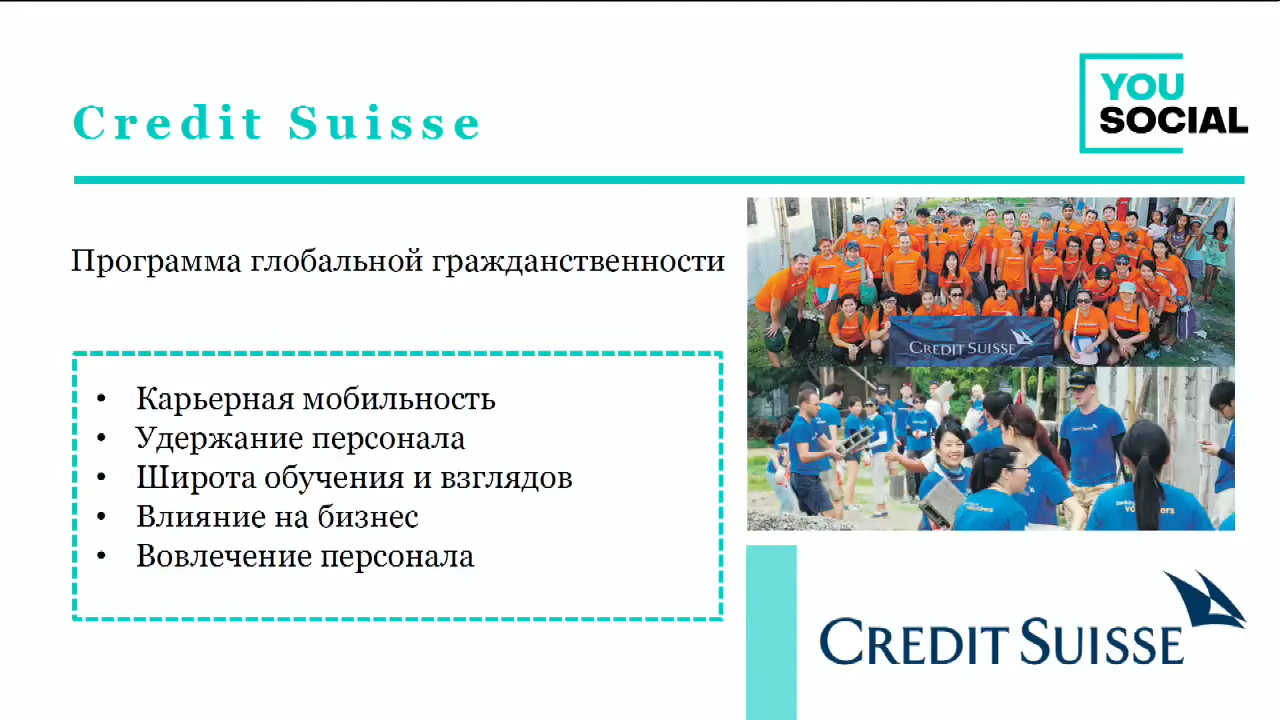 Credit Suisse
YOU
SOCIAL
Программа глобальной гражданственности
• Карьерная мобильность
• Удержание персонала
• Широта обучения и взглядов
• Влияние на бизнес
• Вовлечение персонала
CREDIT SUISSE
CREDIT SUISSE